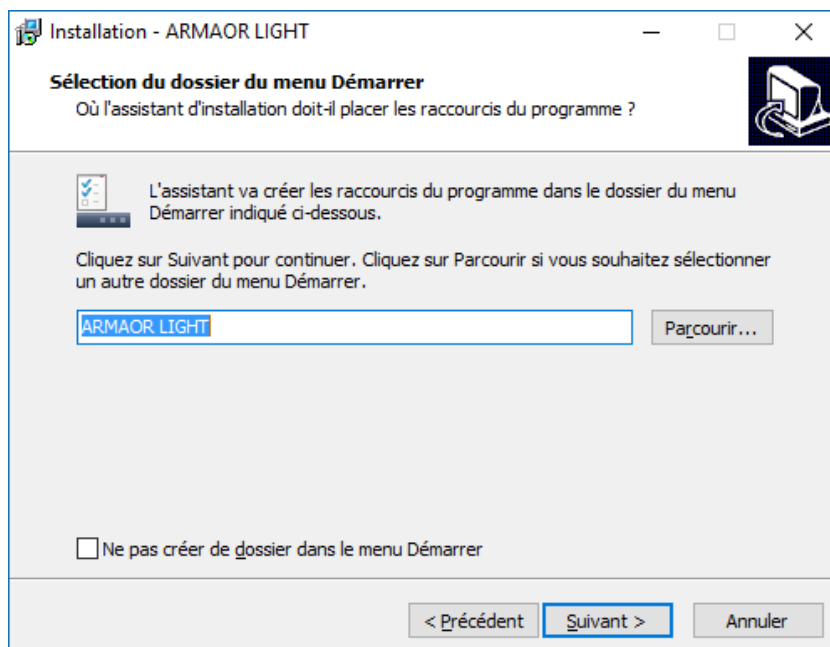 Installation - ARMAOR LIGHT
Sélection du dossier du menu Démarrer
Où l'assistant d'installation doit-il placer les raccourcis du programme ?
L'assistant va créer les raccourcis du programme dans le dossier du menu
Démarrer indiqué ci-dessous.
Cliquez sur Suivant pour continuer. Cliquez sur Parcourir si vous souhaitez sélectionner
un autre dossier du menu Démarrer.
ARMAOR LIGHT
Parcourir...
Ne pas créer de dossier dans le menu Démarrer
< Précédent
Suivant >
Annuler